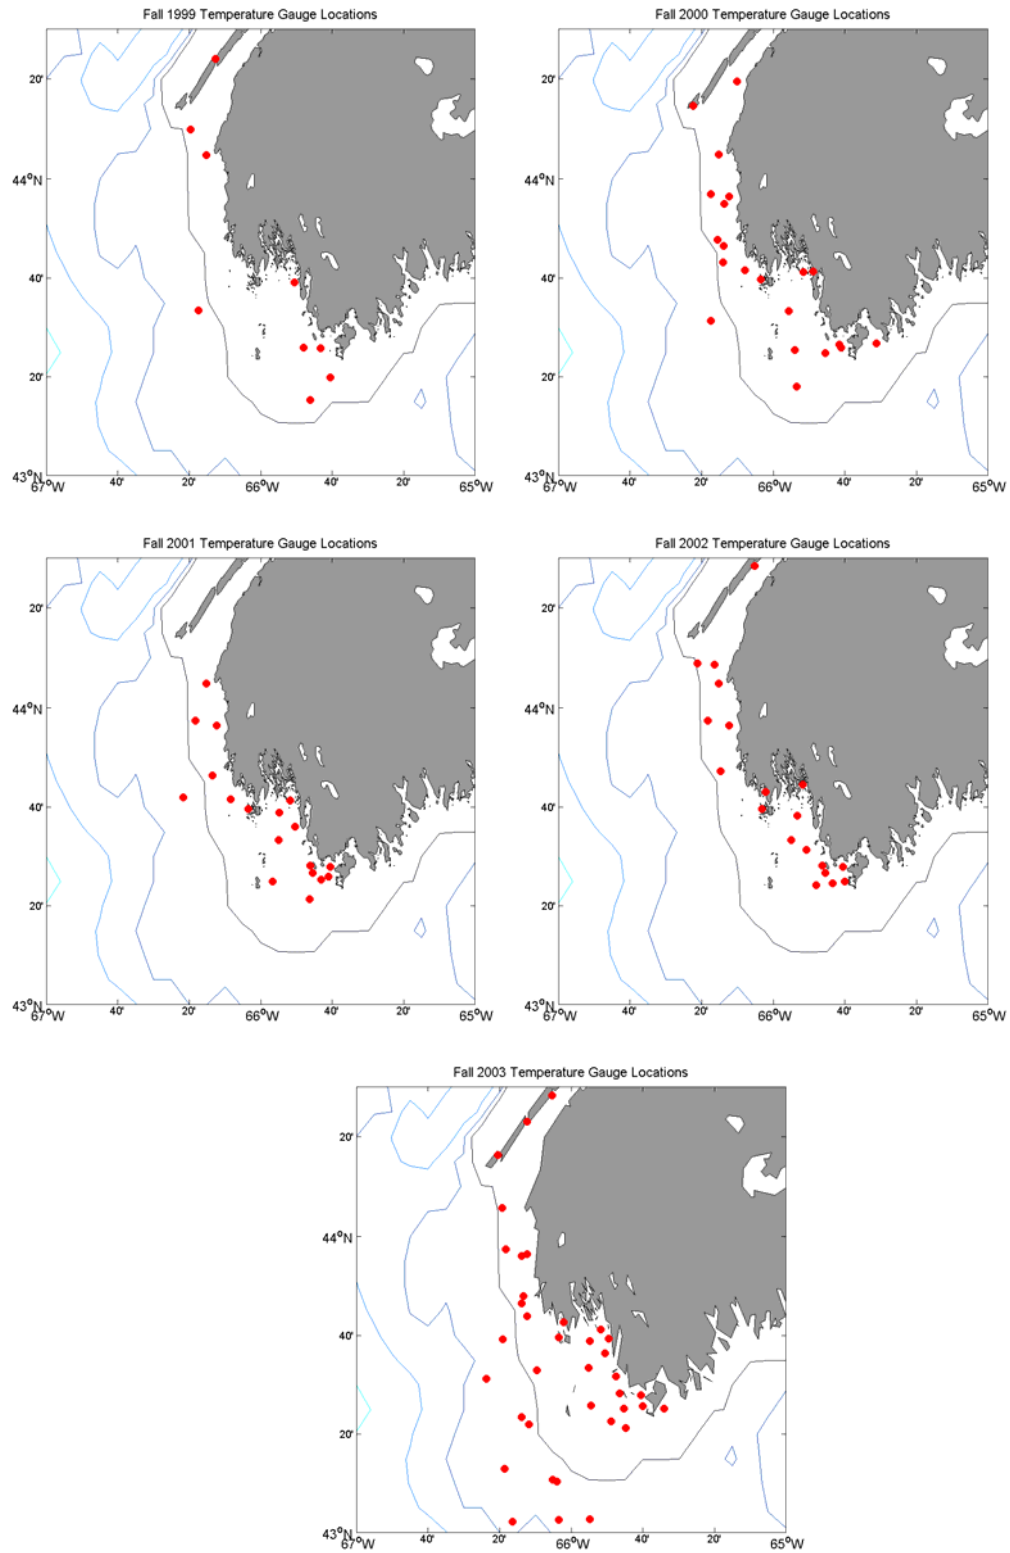 Fall 1999 Temperature Gauge Locations
20'
44°N
40'
20'
43°N
67°W 40' 20' 66°W 40' 20' 65°W
Fall 2000 Temperature Gauge Locations
20'
44°N
40'
20'
43°N
67°W 40' 20' 66°W 40' 20' 65°W
Fall 2001 Temperature Gauge Locations
20'
44°N
40'
20'
43°N
67°W 40' 20' 66°W 40' 20' 65°W
Fall 2002 Temperature Gauge Locations
20'
44°N
40'
20'
43°N
67°W 40' 20' 66°W 40' 20' 65°W
Fall 2003 Temperature Gauge Locations
20'
44°N
40'
20'
43°N
67°W 40' 20' 66°W 40' 20' 65°W